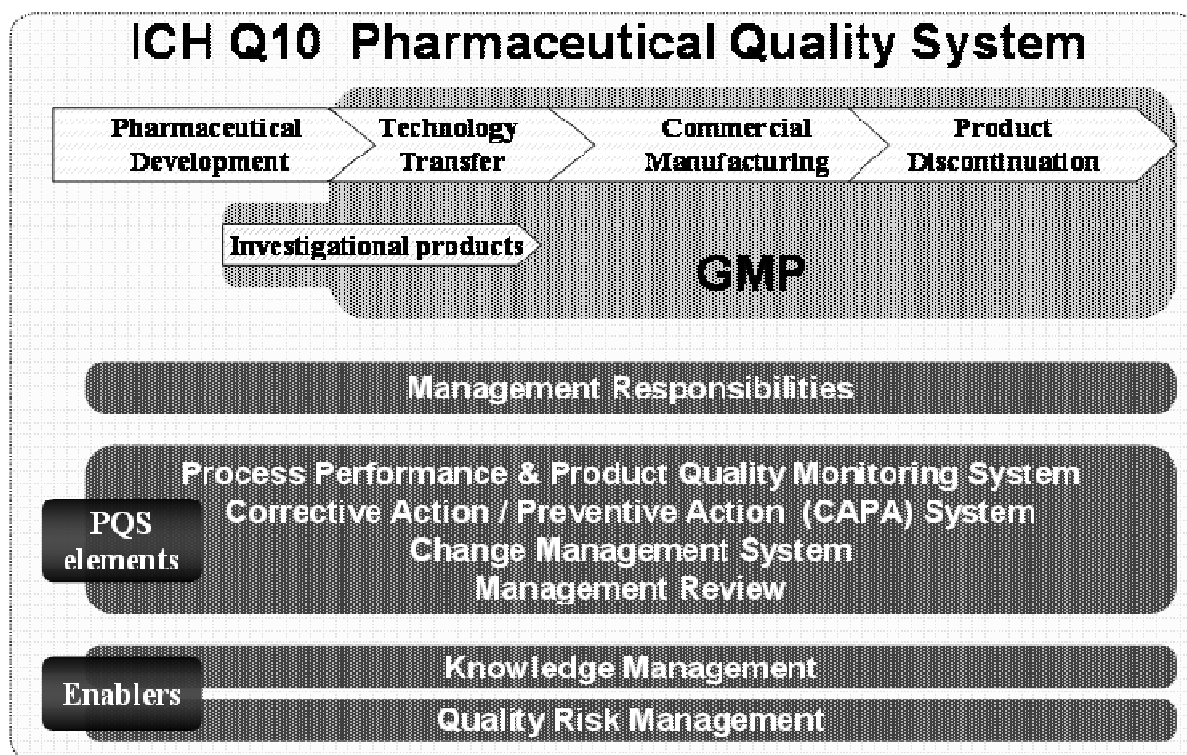 ICH Q10 Pharmaceutical Quality System
Pharmaceutical
Development
Technology
Transfer
Commercial
Manufacturing
Product
Discontinuation
Investigational products
GMP
Management Responsibilities
PQS
elements
Process Performance & Product Quality Monitoring System
Corrective Action / Preventive Action (CAPA) System
Change Management System
Management Review
Enablers
Knowledge Management
Quality Risk Management